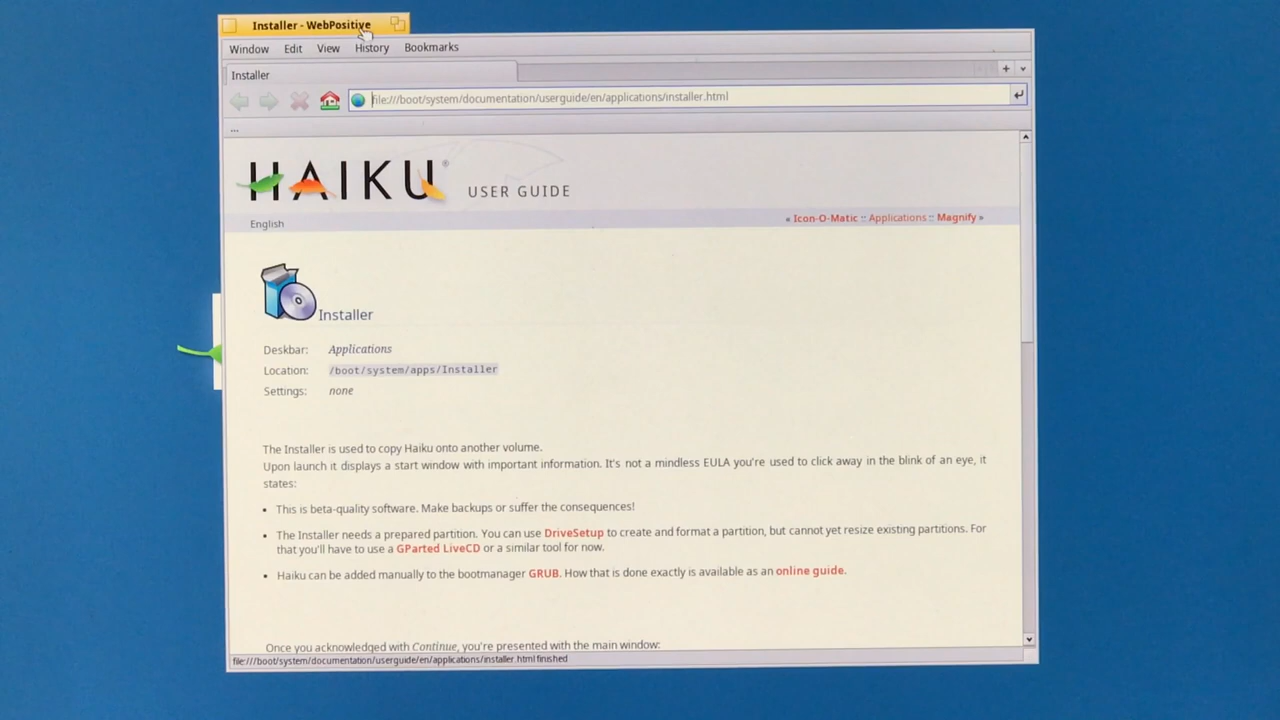 Installer - WebPositive
Window Edit View History Bookmarks
Installer
file:///boot/system/documentation/userguide/en/applications/installer.html
...
HAIKU® USER GUIDE
English
« Icon-O-Matic :: Applications :: Magnify »
Installer
Deskbar: Applications
Location: /boot/system/apps/Installer
Settings: none
The Installer is used to copy Haiku onto another volume.
Upon launch it displays a start window with important information. It's not a mindless EULA you're used to click away in the blink of an eye, it
states:
• This is beta-quality software. Make backups or suffer the consequences!
• The Installer needs a prepared partition. You can use DriveSetup to create and format a partition, but cannot yet resize existing partitions. For
that you'll have to use a GParted LiveCD or a similar tool for now.
• Haiku can be added manually to the bootmanager GRUB. How that is done exactly is available as an online guide.
Once you acknowledged with Continue, you're presented with the main window:
file:///boot/system/documentation/userguide/en/applications/installer.html finished